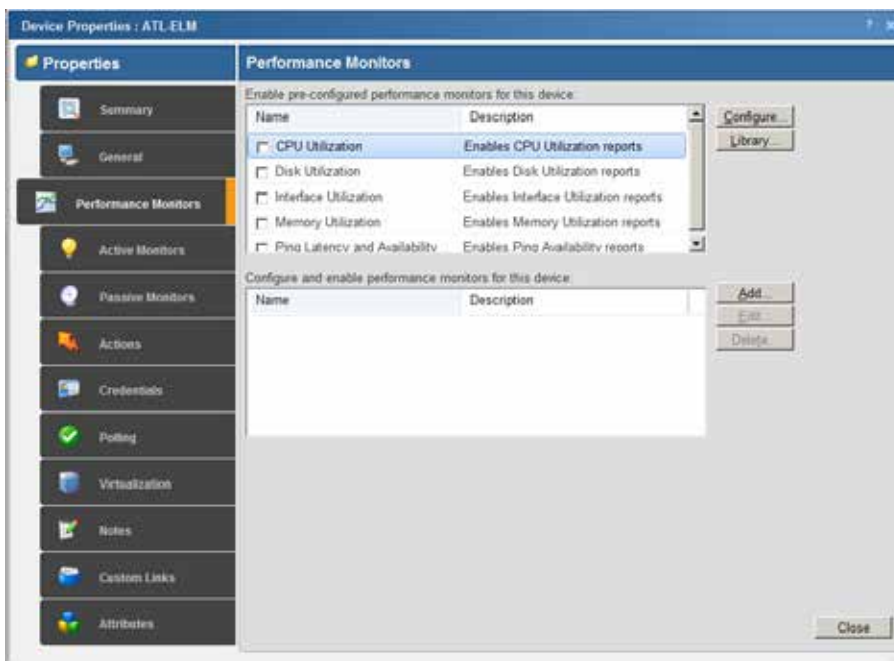 Device Properties : ATL-ELM
?
Properties
Performance Monitors
Summary
General
Performance Monitors
Active Monitors
Passive Monitors
Actions
Credentials
Polling
Virtualization
Notes
Custom Links
Attributes
Enable pre-configured performance monitors for this device:
Name Description
CPU Utilization Enables CPU Utilization reports
Disk Utilization Enables Disk Utilization reports
Interface Utilization Enables Interface Utilization reports
Memory Utilization Enables Memory Utilization reports
Ping Latency and Availability Enables Ping Availability reports
Configure...
Library...
Configure and enable performance monitors for this device:
Name Description
Add...
Edit...
Delete...
Close